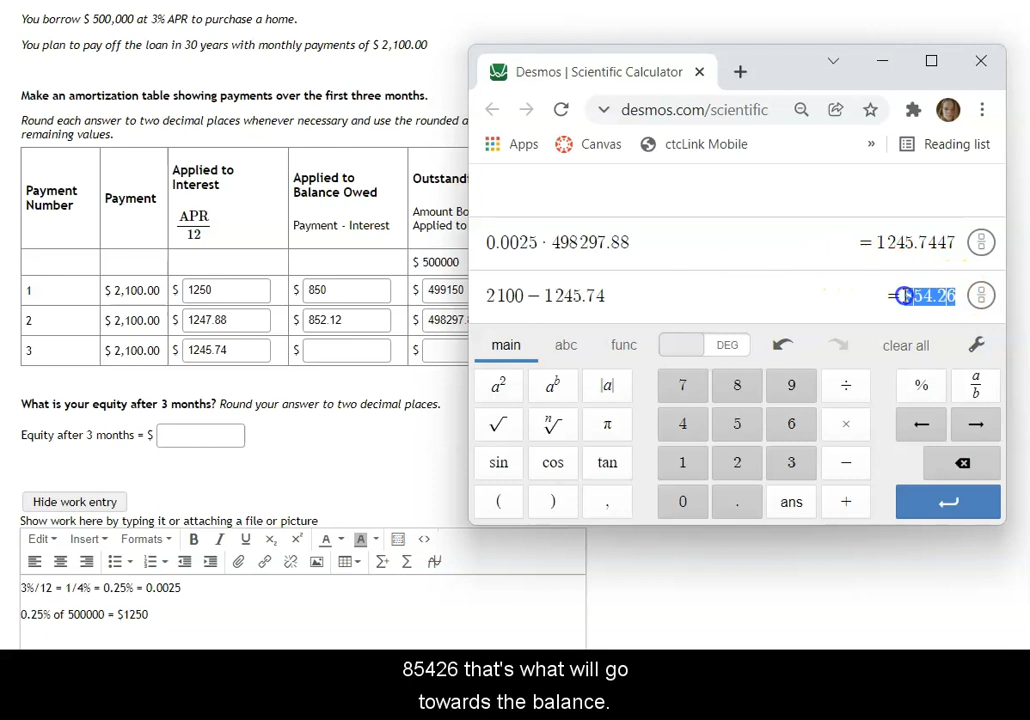 You borrow $ 500,000 at 3% APR to purchase a home.
You plan to pay off the loan in 30 years with monthly payments of $ 2,100.00
Make an amortization table showing payments over the first three months.
Round each answer to two decimal places whenever necessary and use the rounded a
remaining values.
Payment Number
Payment
Applied to Interest
APR
12
Applied to Balance Owed
Payment - Interest
Outstand
Amount Bo
Applied to
$ 500000
1 $ 2,100.00 $ 1250 $ 850 $ 499150
2 $ 2,100.00 $ 1247.88 $ 852.12 $ 498297.
3 $ 2,100.00 $ 1245.74 $ $
What is your equity after 3 months? Round your answer to two decimal places.
Equity after 3 months = $
Hide work entry
Show work here by typing it or attaching a file or picture
Edit Insert Formats B I U x₂ x² A A <>
3%/12 = 1/4% = 0.25% = 0.0025
0.25% of 500000 = $1250
Desmos | Scientific Calculator
desmos.com/scientific
Apps Canvas ctcLink Mobile » Reading list
0.0025 · 498297.88 = 1245.7447
2100 − 1245.74 = 54.26
main abc func DEG clear all
a² aᵇ |a| 7 8 9 ÷ % a/b
√ ⁿ√ π 4 5 6 × ← →
sin cos tan 1 2 3 −
( ) , 0 . ans +
85426 that's what will go
towards the balance.